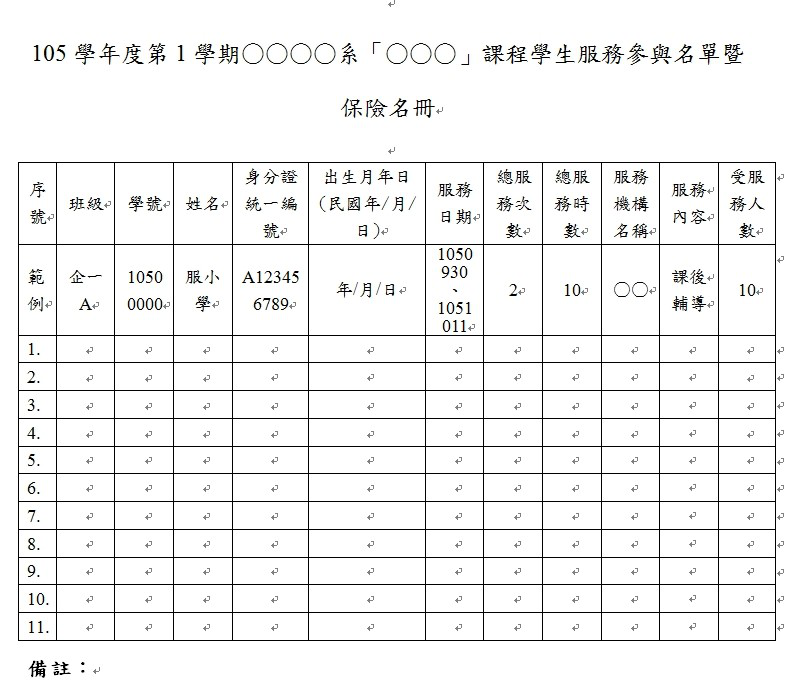 105 學年度第 1 學期○○○○系「○○○」課程學生服務參與名單暨
保險名冊
序號 班級 學號 姓名 身分證統一編號 出生月年日(民國年/月/日) 服務日期 總服務次數 總服務時數 服務機構名稱 服務內容 受服務人數
範例 企一A 10500000 服小學 A123456789 年/月/日 1050930、1051011 2 10 ○○ 課後輔導 10
1.
2.
3.
4.
5.
6.
7.
8.
9.
10.
11.
備註：